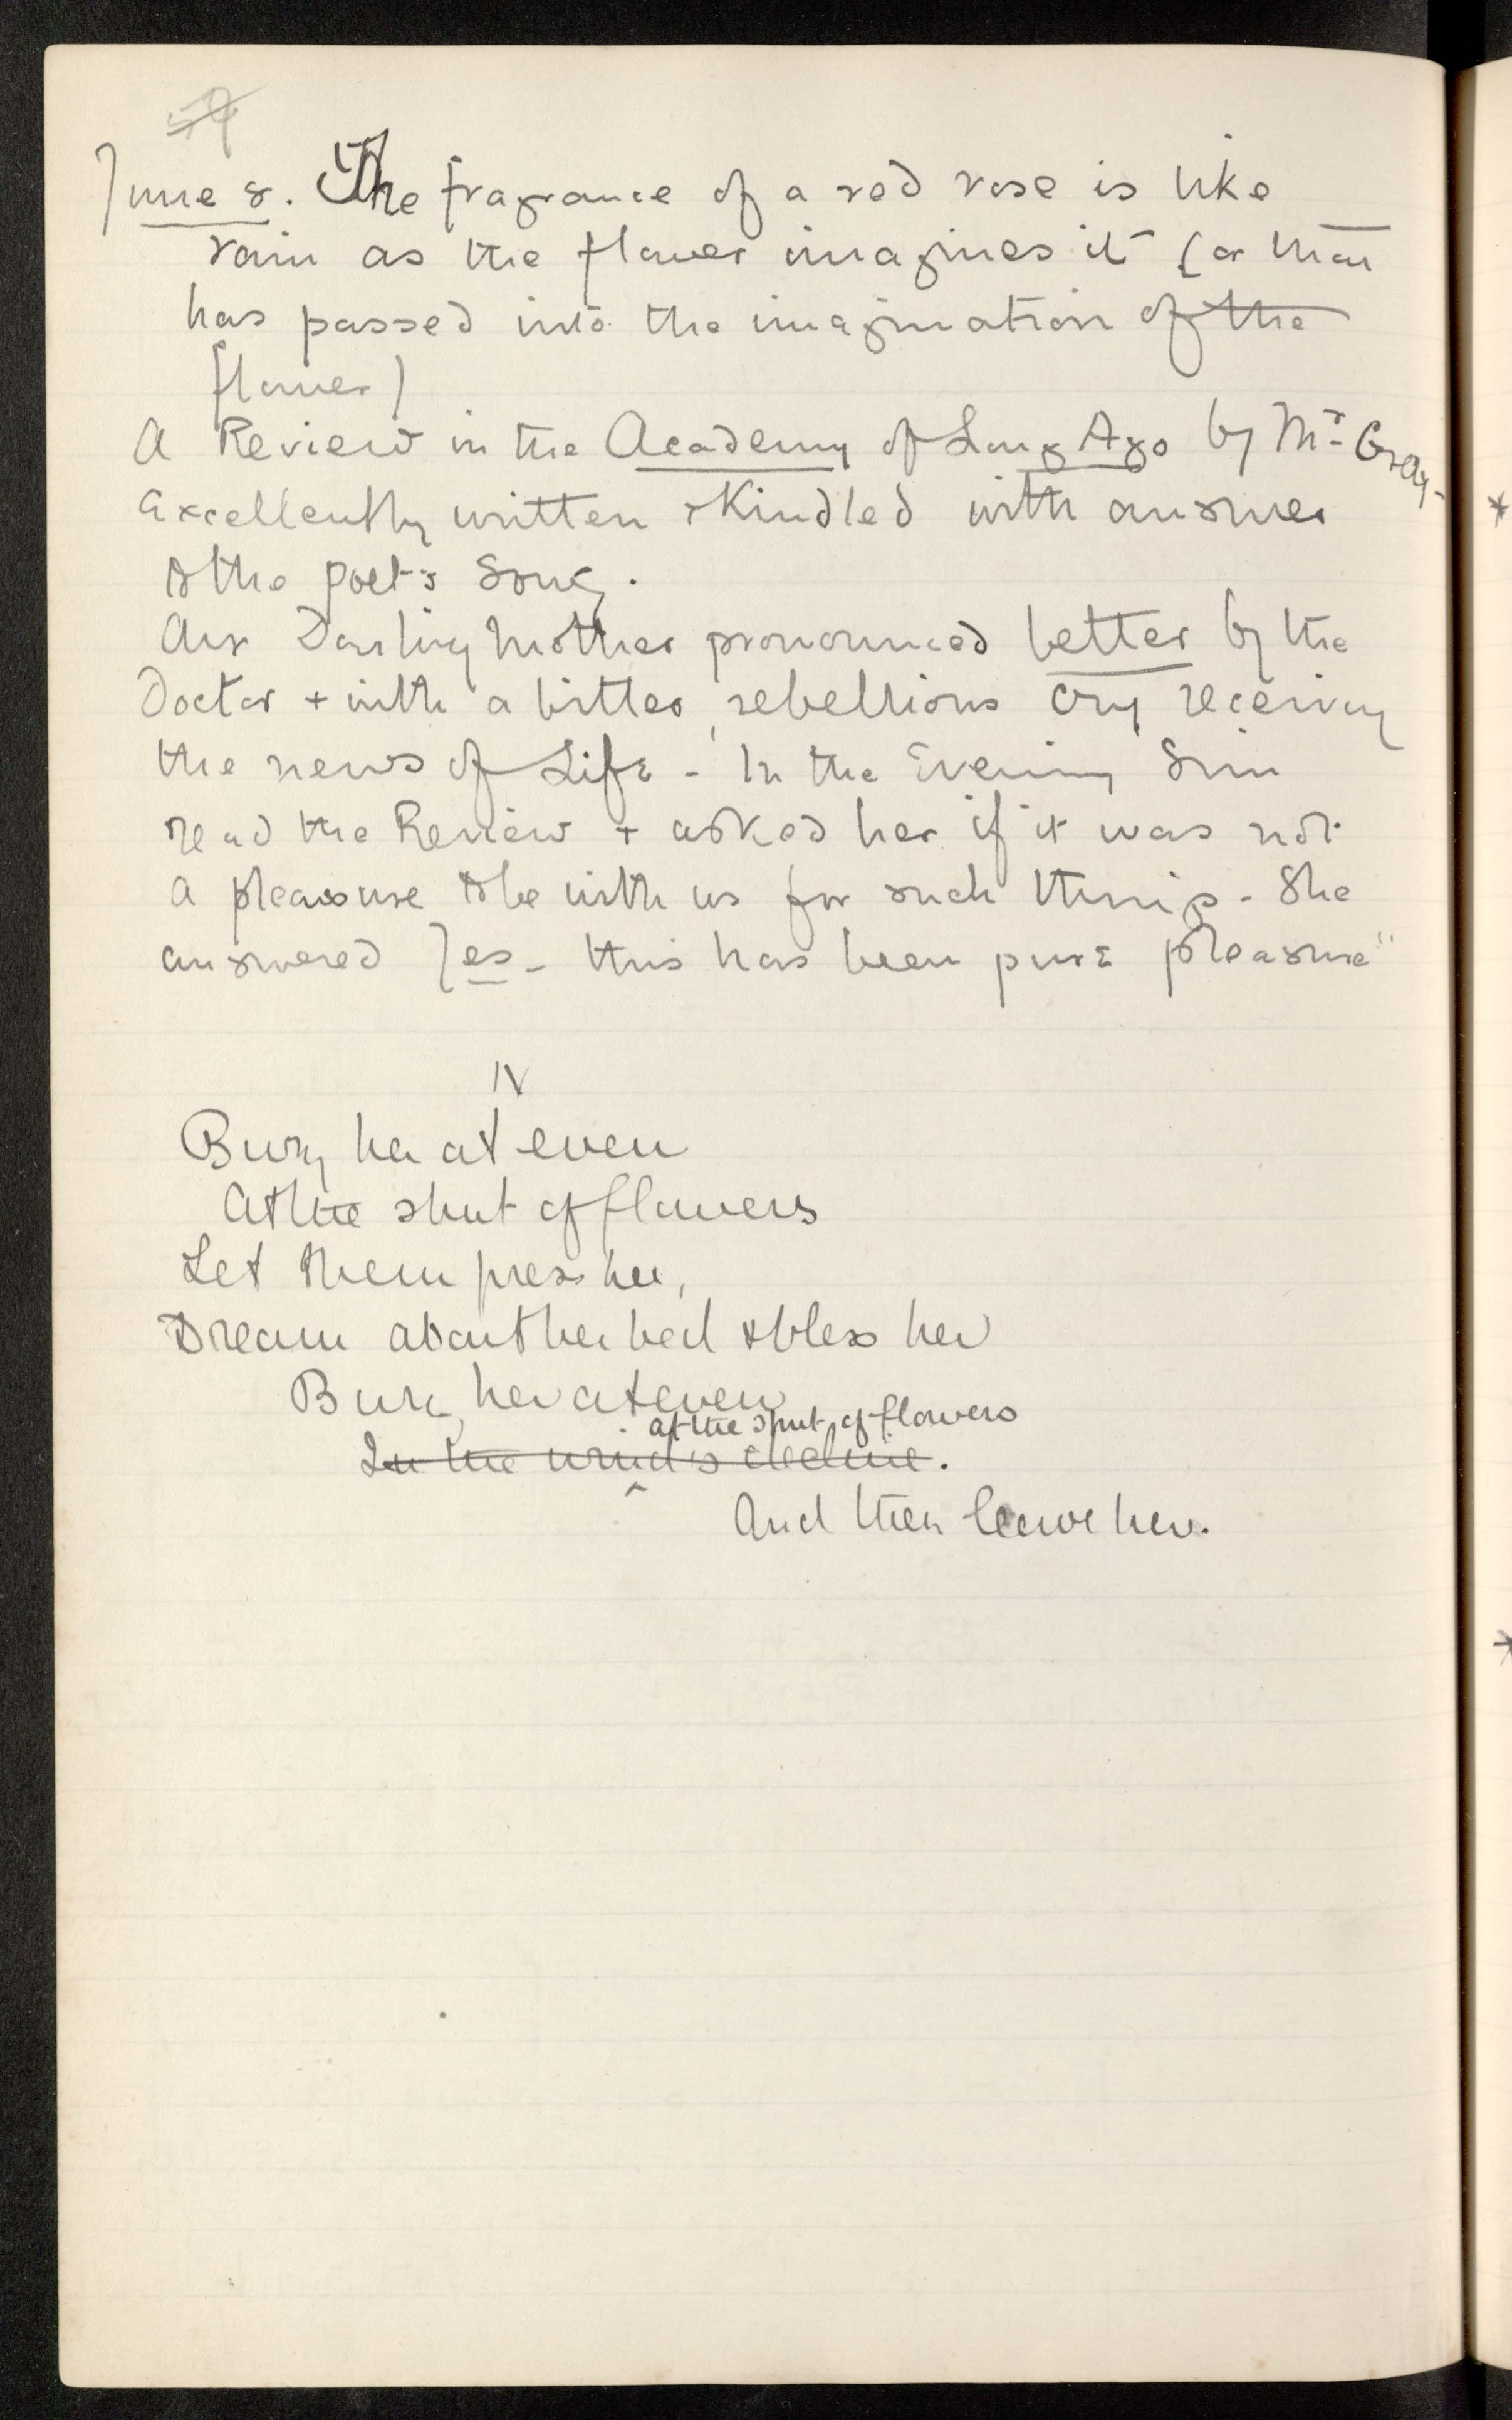 June 8. The fragrance of a red rose is like
rain as the flower imagines it (or that
has passed into the imagination of the
flower)
A Review in the Academy of Long Ago by Mr Gray-
excellently written & kindled with answer
to the poet's song.
Our Darling Mother pronounced better by the
Doctor + with a bitter, rebellious cry receiving
the news of Life - In the Evening Sim
read the Review + asked her if it was not
a pleasure to be with us for such things - She
answered Yes - this has been pure pleasure"
IV
Bury her at even
At the shut of flowers
Let them press her,
Dream about her bed & bless her
Bury her at even
at the shut of flowers
In the wind's decline.
And then leave her.